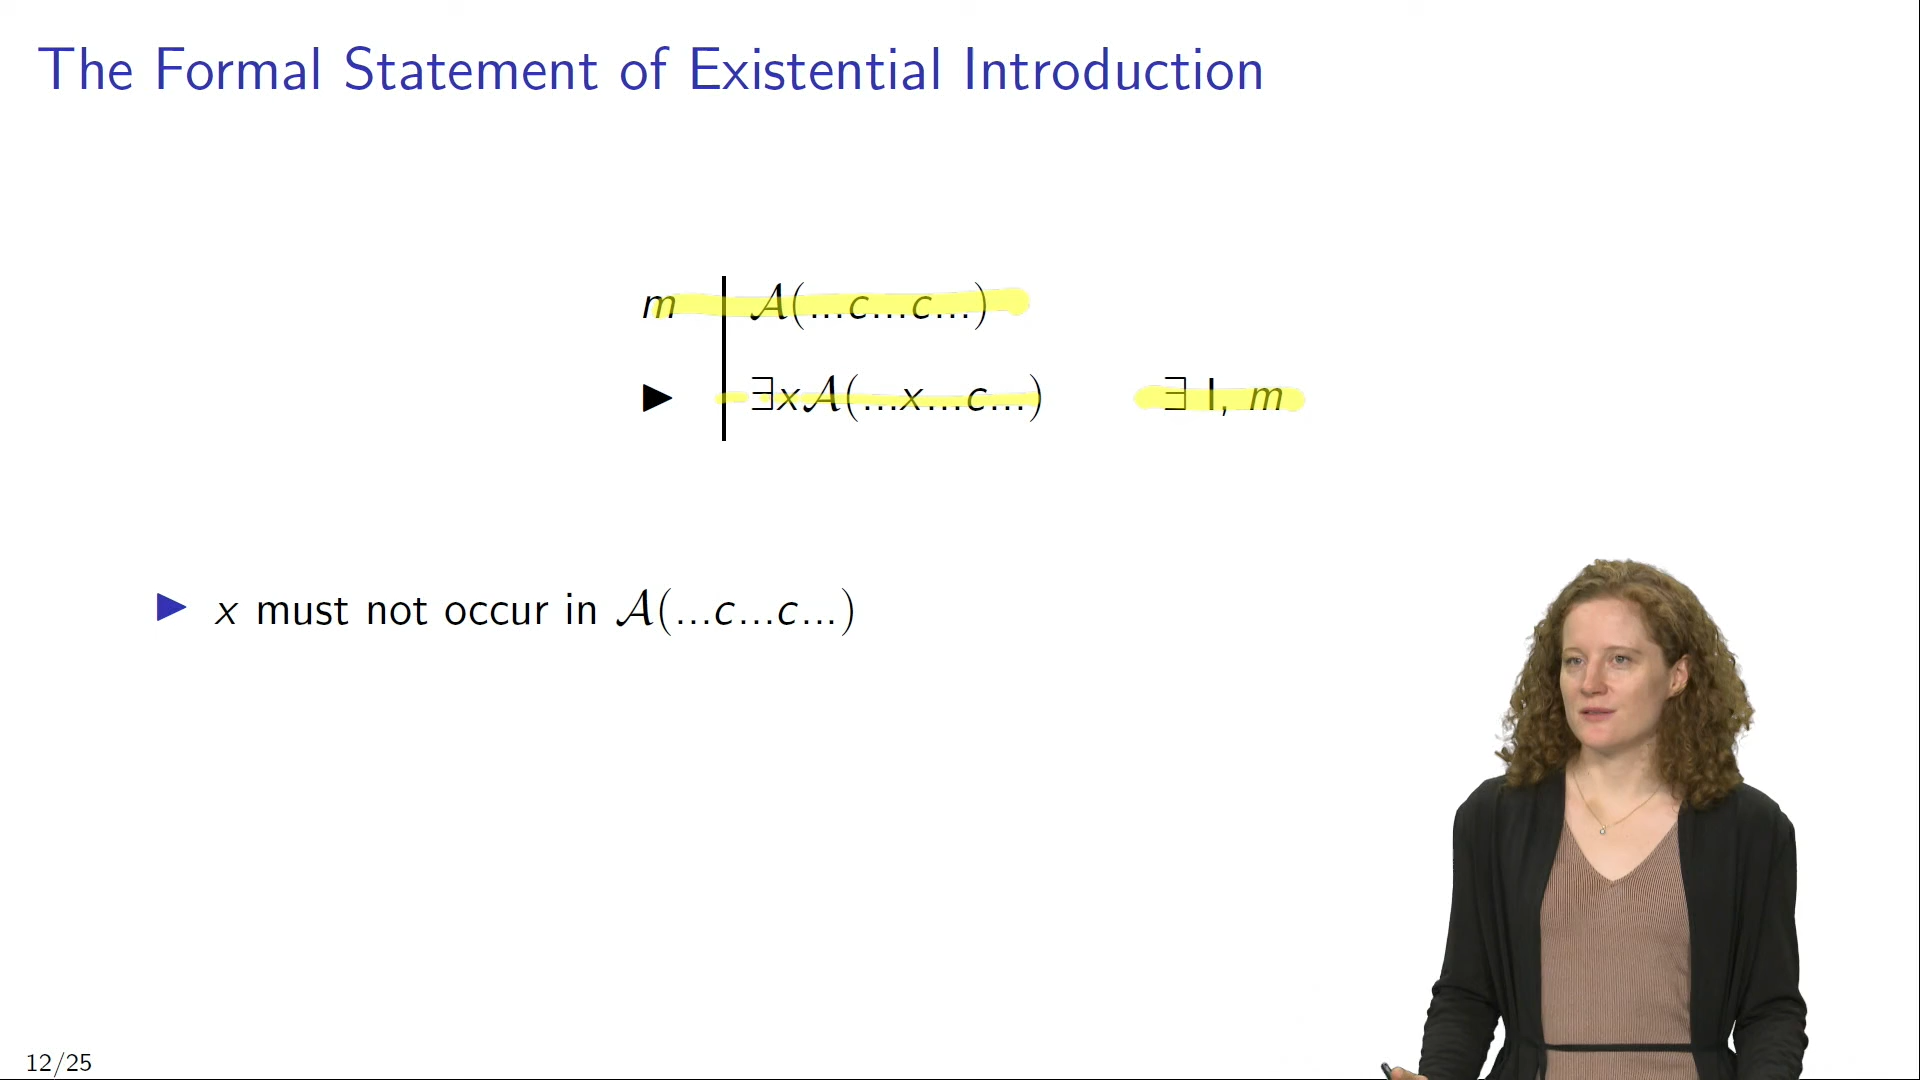 The Formal Statement of Existential Introduction
m 𝒜(...c...c...)
▶ ∃x𝒜(...x...c...) ∃ I, m
▶ x must not occur in 𝒜(...c...c...)
12/25